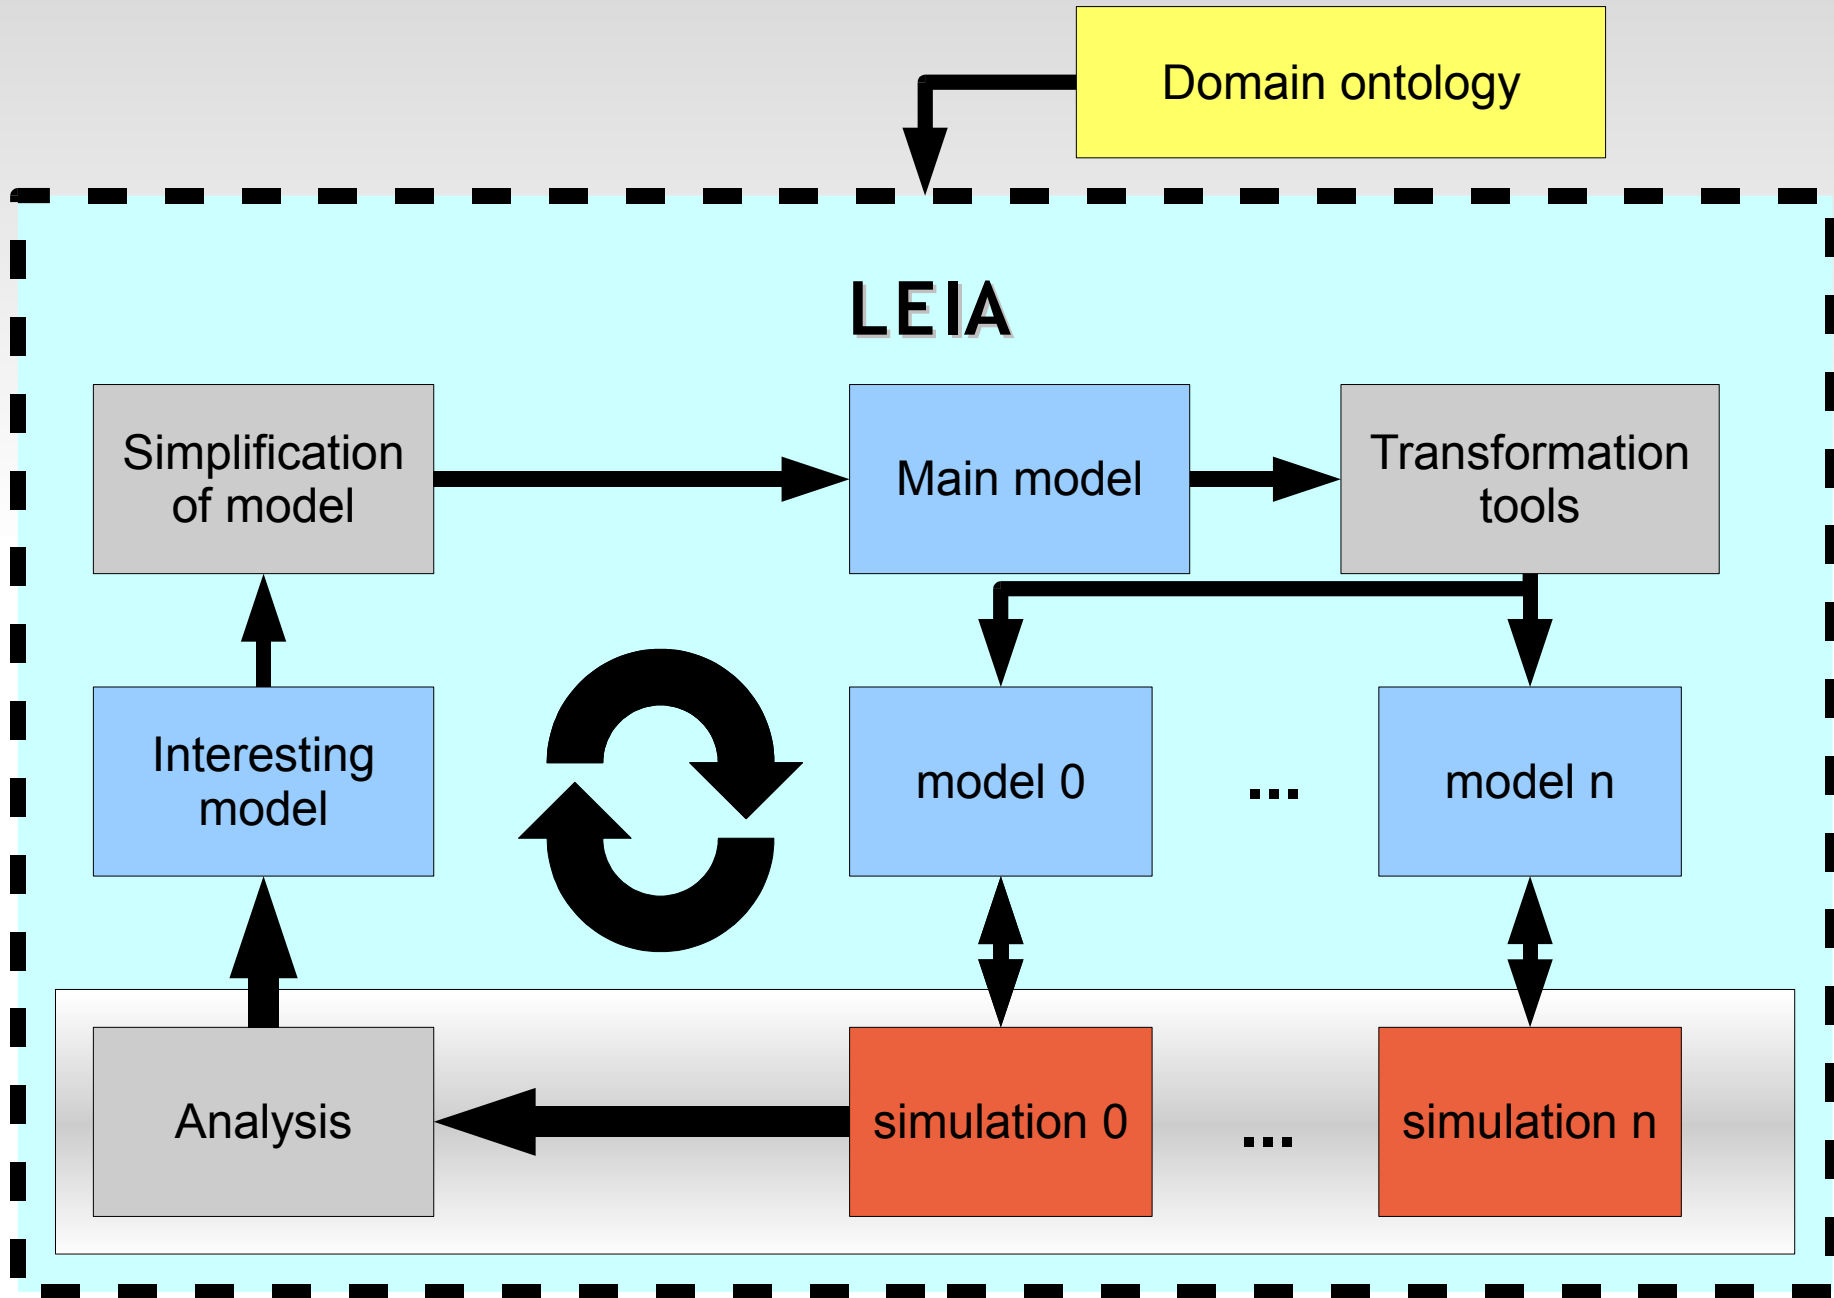 Domain ontology
LEIA
Simplification
of model
Main model
Transformation
tools
Interesting
model
model 0
...
model n
Analysis
simulation 0
...
simulation n